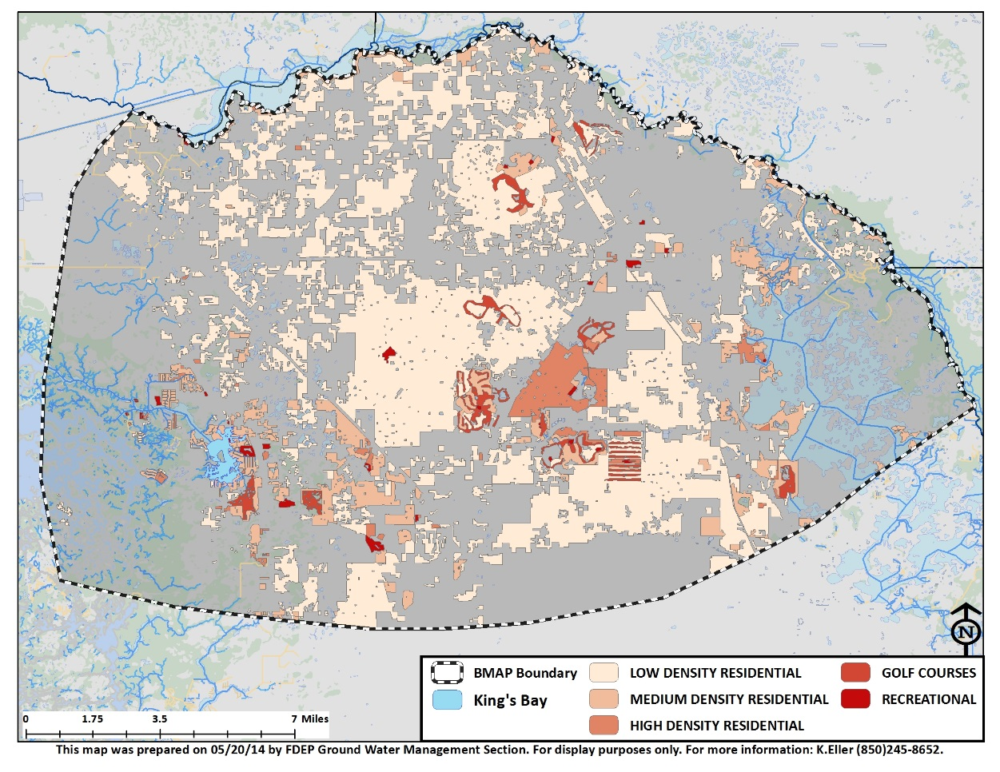 N
BMAP Boundary
King's Bay
LOW DENSITY RESIDENTIAL
MEDIUM DENSITY RESIDENTIAL
HIGH DENSITY RESIDENTIAL
GOLF COURSES
RECREATIONAL
0 1.75 3.5 7 Miles
This map was prepared on 05/20/14 by FDEP Ground Water Management Section. For display purposes only. For more information: K.Eller (850)245-8652.